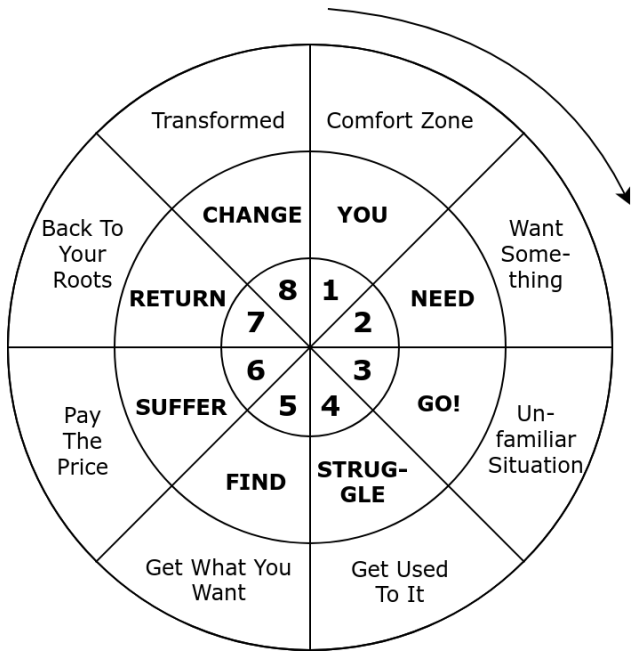 Transformed
Comfort Zone
CHANGE
YOU
Back To
Your
Roots
Want
Some-
thing
RETURN
NEED
8
1
7
2
6
3
5
4
SUFFER
GO!
Pay
The
Price
Un-
familiar
Situation
FIND
STRUG-
GLE
Get What You
Want
Get Used
To It